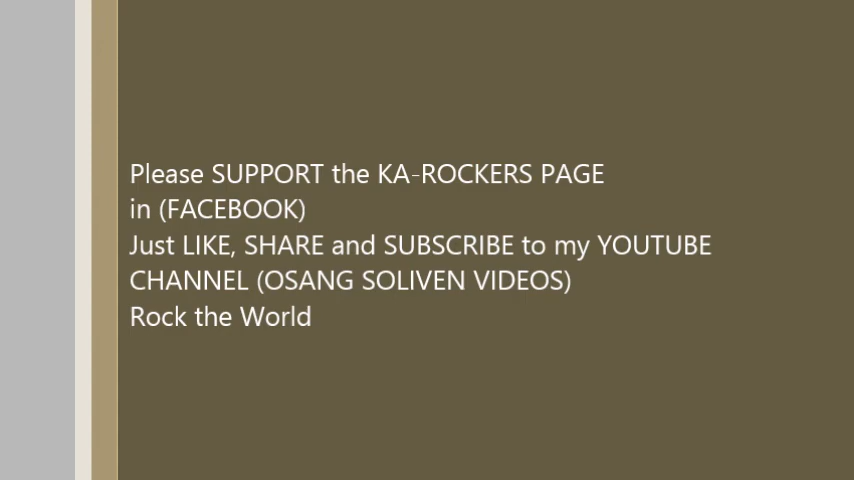 Please SUPPORT the KA-ROCKERS PAGE
in (FACEBOOK)
Just LIKE, SHARE and SUBSCRIBE to my YOUTUBE
CHANNEL (OSANG SOLIVEN VIDEOS)
Rock the World